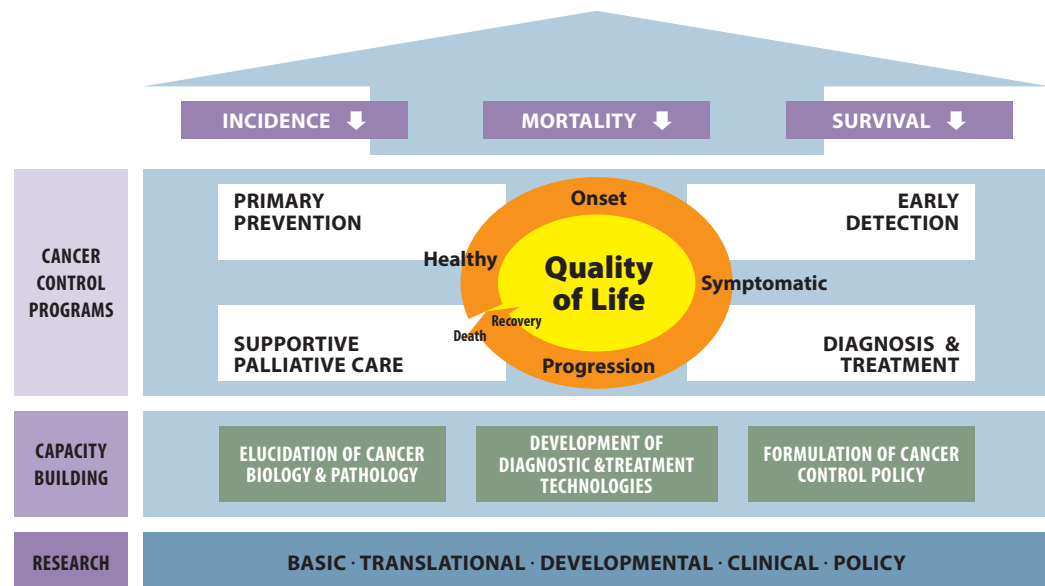 INCIDENCE
MORTALITY
SURVIVAL
CANCER
CONTROL
PROGRAMS
PRIMARY
PREVENTION
EARLY
DETECTION
Onset
Healthy
Quality
of Life
Symptomatic
Recovery
Death
Progression
SUPPORTIVE
PALLIATIVE CARE
DIAGNOSIS &
TREATMENT
CAPACITY
BUILDING
ELUCIDATION OF CANCER
BIOLOGY & PATHOLOGY
DEVELOPMENT OF
DIAGNOSTIC &TREATMENT
TECHNOLOGIES
FORMULATION OF CANCER
CONTROL POLICY
RESEARCH
BASIC · TRANSLATIONAL · DEVELOPMENTAL · CLINICAL · POLICY